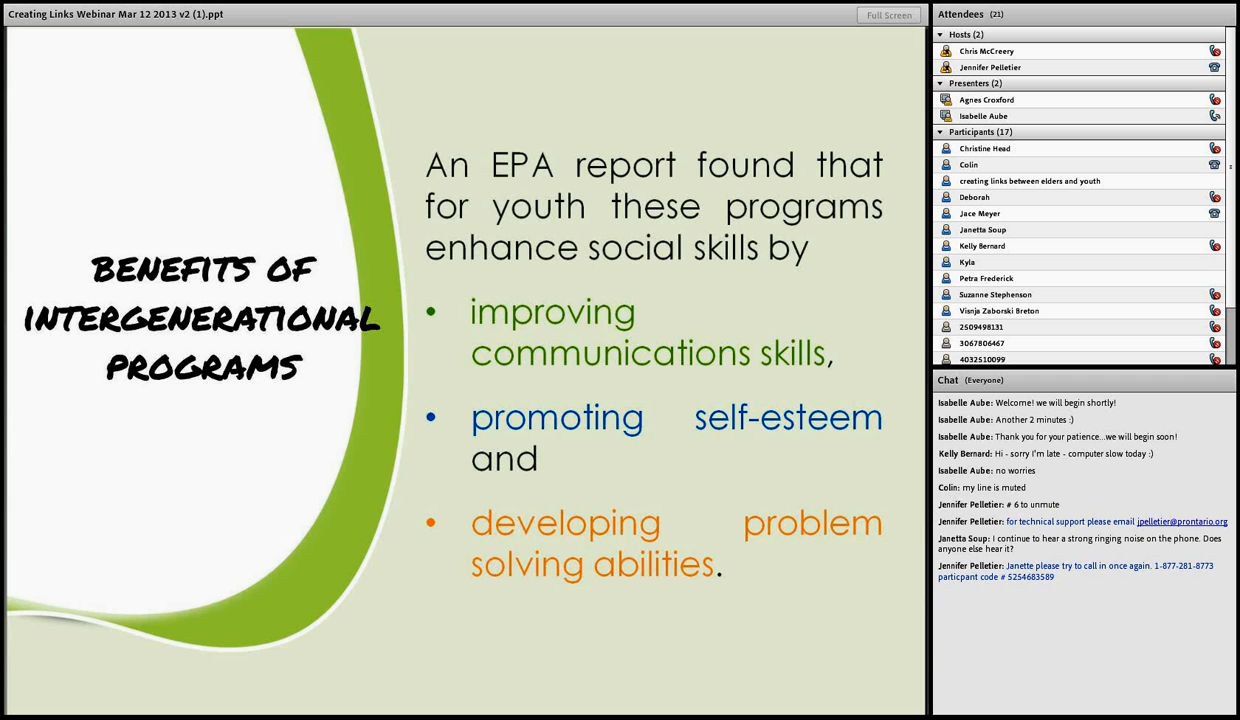 Creating Links Webinar Mar 12 2013 v2 (1).ppt
Full Screen
BENEFITS OF
INTERGENERATIONAL
PROGRAMS
An EPA report found that
for youth these programs
enhance social skills by
• improving
communications skills,
• promoting self-esteem
and
• developing problem
solving abilities.
Attendees (21)
Hosts (2)
Chris McCreery
Jennifer Pelletier
Presenters (2)
Agnes Croxford
Isabelle Aube
Participants (17)
Christine Head
Colin
creating links between elders and youth
Deborah
Jace Meyer
Janetta Soup
Kelly Bernard
Kyla
Petra Frederick
Suzanne Stephenson
Visnja Zaborski Breton
2509498131
3067806467
4032510099
Chat (Everyone)
Isabelle Aube: Welcome! we will begin shortly!
Isabelle Aube: Another 2 minutes :)
Isabelle Aube: Thank you for your patience...we will begin soon!
Kelly Bernard: Hi - sorry I'm late - computer slow today :)
Isabelle Aube: no worries
Colin: my line is muted
Jennifer Pelletier: # 6 to unmute
Jennifer Pelletier: for technical support please email jpelletier@prontario.org
Janetta Soup: I continue to hear a strong ringing noise on the phone. Does
anyone else hear it?
Jennifer Pelletier: Janette please try to call in once again. 1-877-281-8773
particpant code # 5254683589